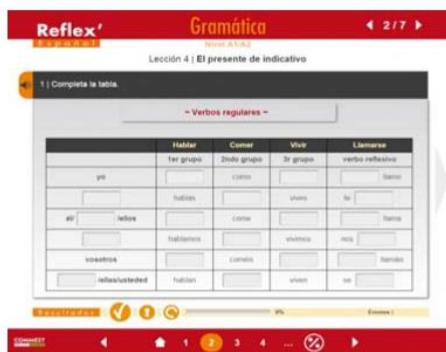 Reflex'
Español
Gramática
Nivel A1/A2
2/7
Lección 4 | El presente de indicativo
1 | Completa la tabla.
~ Verbos regulares ~
Hablar Comer Vivir Llamarse
1er grupo 2ndo grupo 3r grupo verbo reflexivo
yo como llamo
hablas vives te
él/ /ellos come llama
hablamos vivimos nos
vosotros coméis llamáis
/ellas/ustedes hablan viven se
Resultados 0% Errores :
CONNECT 1 2 3 4 ...